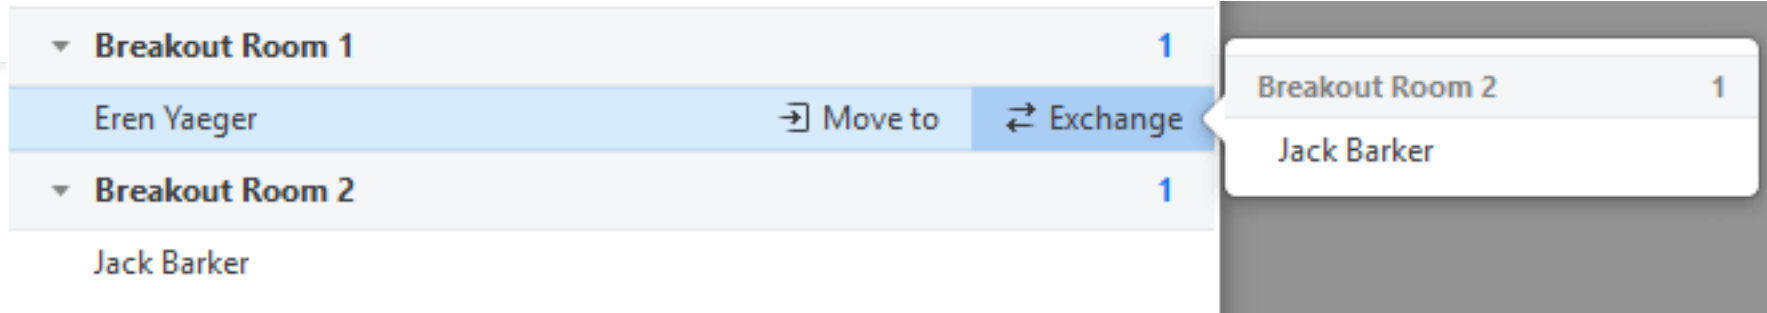 Breakout Room 1 1
Eren Yaeger Move to Exchange
Breakout Room 2 1
Jack Barker
Breakout Room 2 1
Jack Barker